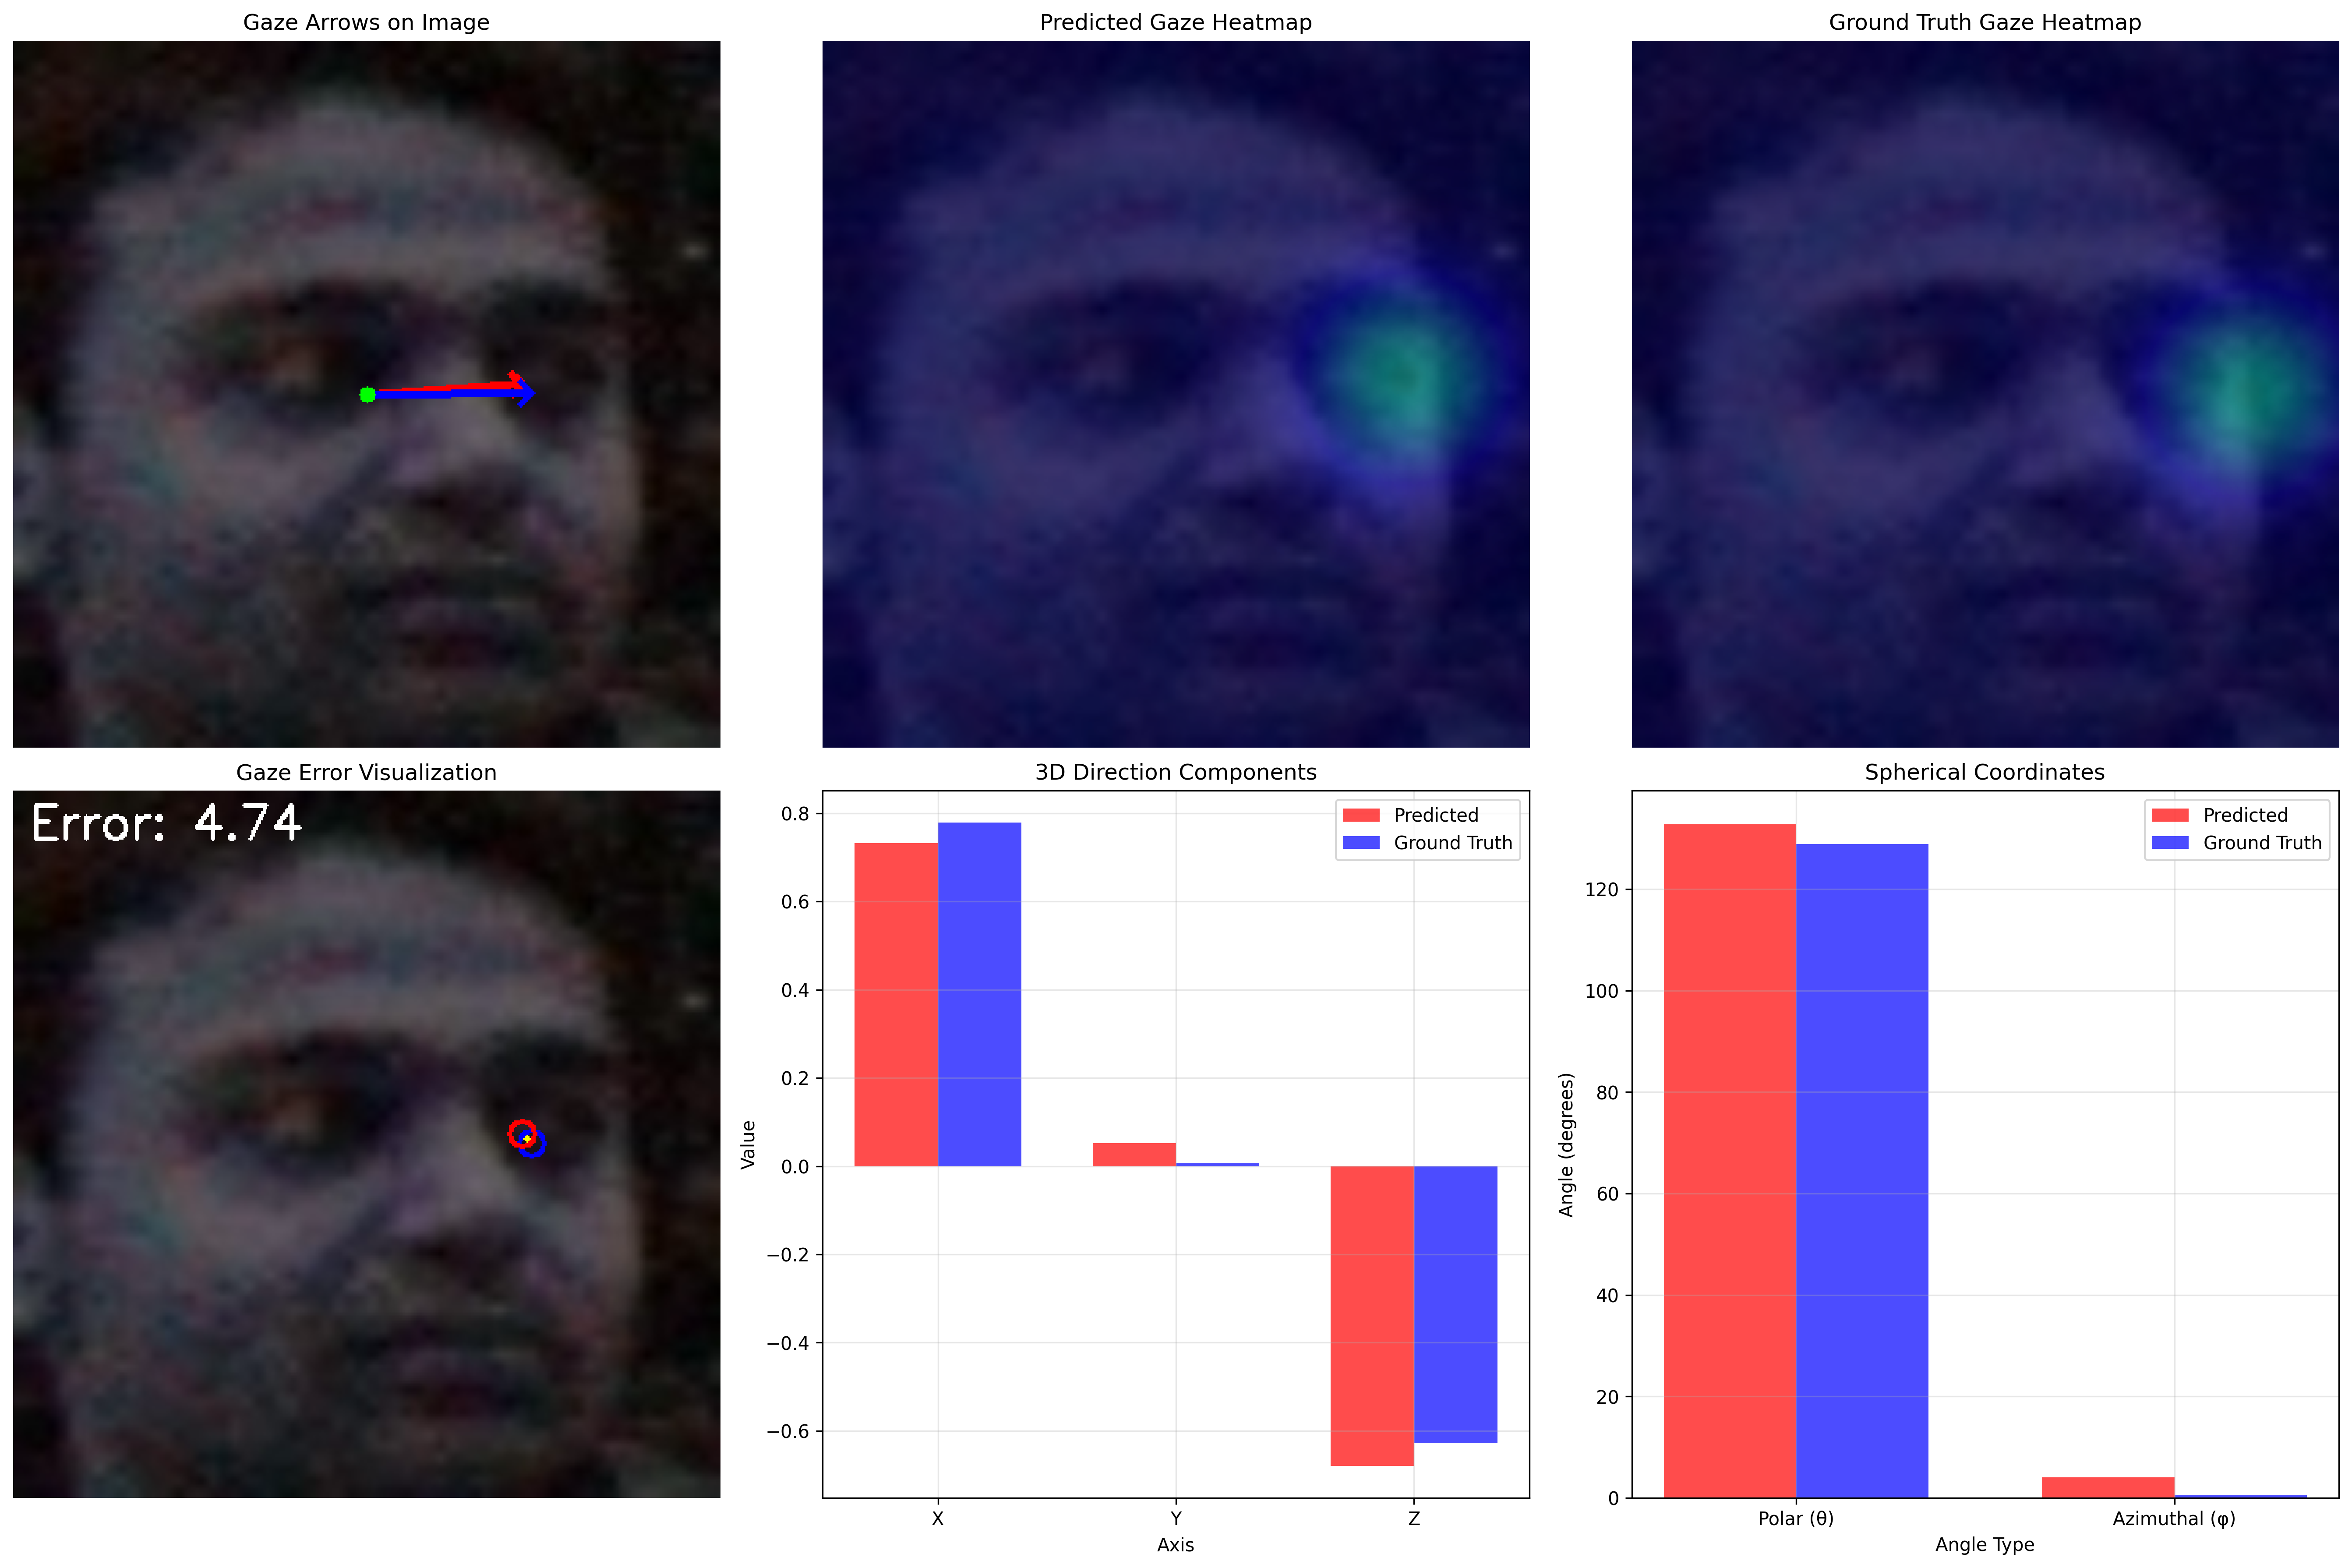 Gaze Arrows on Image
Predicted Gaze Heatmap
Ground Truth Gaze Heatmap
Gaze Error Visualization
Error: 4.74
3D Direction Components
Predicted
Ground Truth
0.8
0.6
0.4
0.2
0.0
−0.2
−0.4
−0.6
Value
X
Y
Z
Axis
Spherical Coordinates
Predicted
Ground Truth
120
100
80
60
40
20
0
Angle (degrees)
Polar (θ)
Azimuthal (φ)
Angle Type